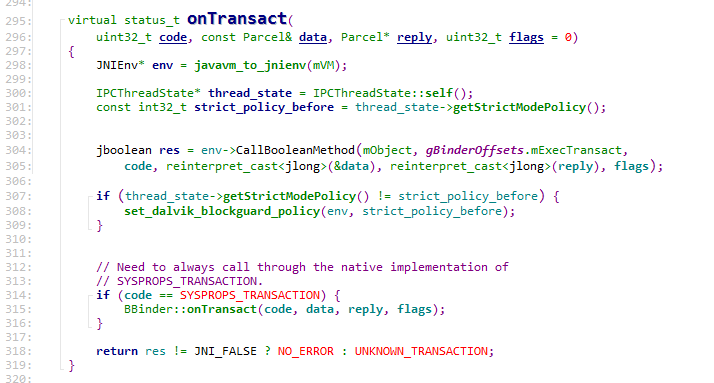 294:
295: virtual status_t onTransact(
296: uint32_t code, const Parcel& data, Parcel* reply, uint32_t flags = 0)
297: {
298: JNIEnv* env = javavm_to_jnienv(mVM);
299:
300: IPCThreadState* thread_state = IPCThreadState::self();
301: const int32_t strict_policy_before = thread_state->getStrictModePolicy();
302:
303:
304: jboolean res = env->CallBooleanMethod(mObject, gBinderOffsets.mExecTransact,
305: code, reinterpret_cast<jlong>(&data), reinterpret_cast<jlong>(reply), flags);
306:
307: if (thread_state->getStrictModePolicy() != strict_policy_before) {
308: set_dalvik_blockguard_policy(env, strict_policy_before);
309: }
310:
311:
312: // Need to always call through the native implementation of
313: // SYSPROPS_TRANSACTION.
314: if (code == SYSPROPS_TRANSACTION) {
315: BBinder::onTransact(code, data, reply, flags);
316: }
317:
318: return res != JNI_FALSE ? NO_ERROR : UNKNOWN_TRANSACTION;
319: }
320: